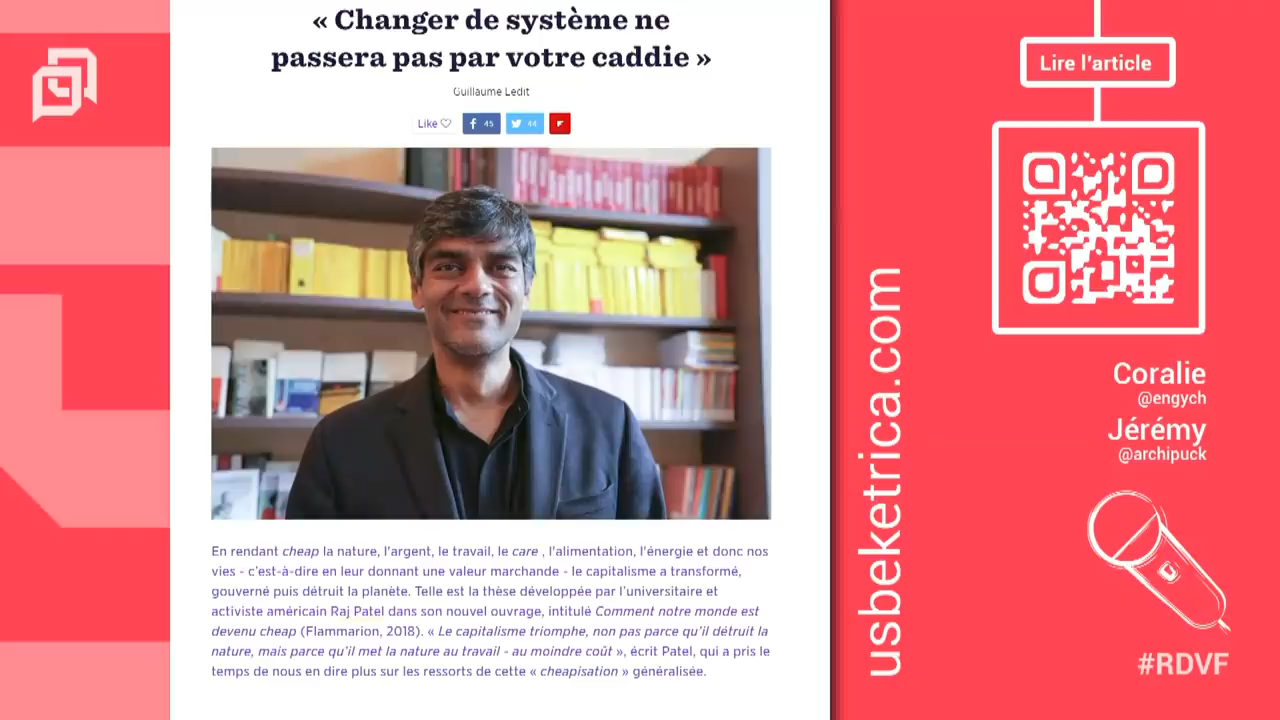 « Changer de système ne
passera pas par votre caddie »
Guillaume Ledit
Like
45
44
En rendant cheap la nature, l'argent, le travail, le care , l'alimentation, l'énergie et donc nos
vies - c'est-à-dire en leur donnant une valeur marchande - le capitalisme a transformé,
gouverné puis détruit la planète. Telle est la thèse développée par l'universitaire et
activiste américain Raj Patel dans son nouvel ouvrage, intitulé Comment notre monde est
devenu cheap (Flammarion, 2018). « Le capitalisme triomphe, non pas parce qu'il détruit la
nature, mais parce qu'il met la nature au travail - au moindre coût », écrit Patel, qui a pris le
temps de nous en dire plus sur les ressorts de cette « cheapisation » généralisée.
usbeketrica.com
Lire l'article
Coralie
@engych
Jérémy
@archipuck
#RDVF